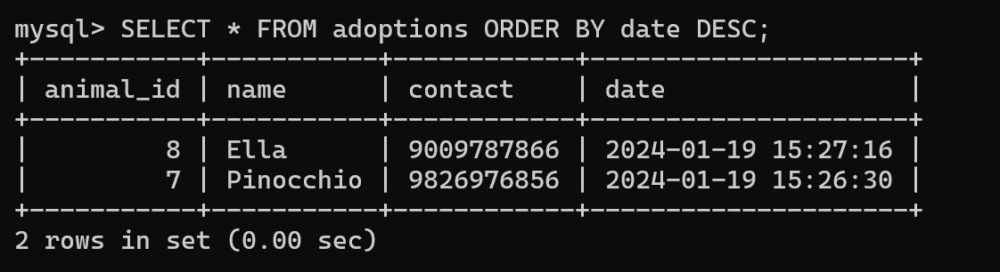 mysql> SELECT * FROM adoptions ORDER BY date DESC;
+-----------+-----------+------------+---------------------+
| animal_id | name      | contact    | date                |
+-----------+-----------+------------+---------------------+
|         8 | Ella      | 9009787866 | 2024-01-19 15:27:16 |
|         7 | Pinocchio | 9826976856 | 2024-01-19 15:26:30 |
+-----------+-----------+------------+---------------------+
2 rows in set (0.00 sec)